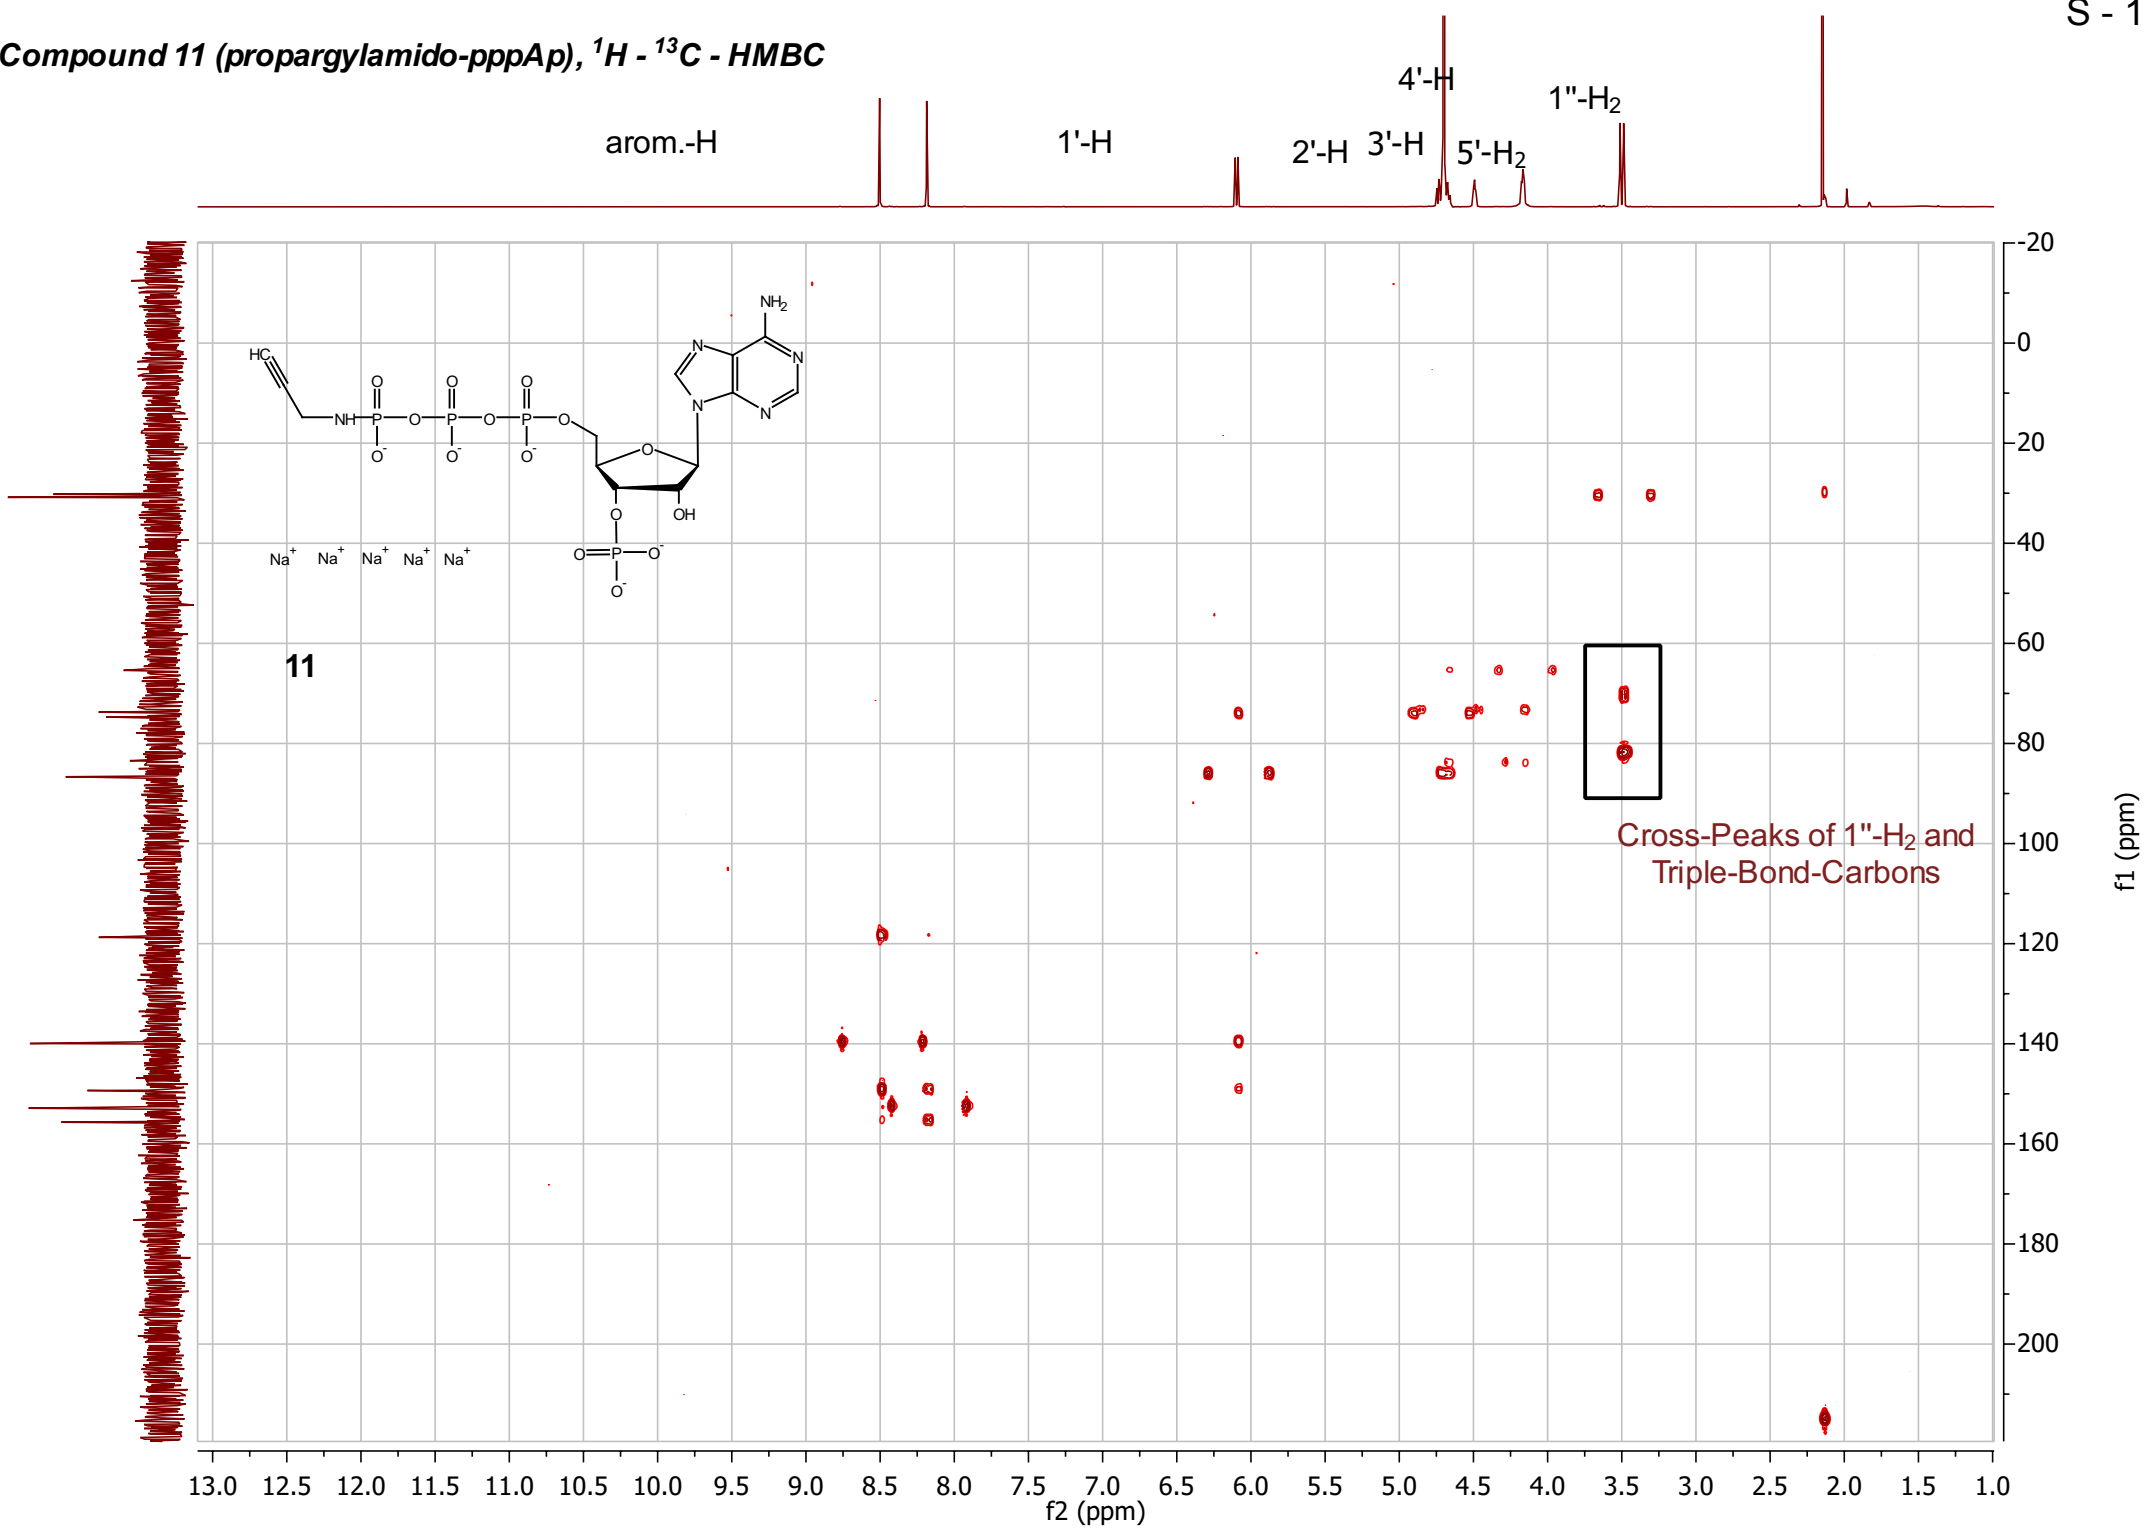 S - 1
Compound 11 (propargylamido-pppAp), ¹H - ¹³C - HMBC
4'-H
1''-H₂
arom.-H
1'-H
2'-H
3'-H
5'-H₂
-20
0
20
40
60
80
100
120
140
160
180
200
f1 (ppm)
NH₂
N
N
N
N
HC
O
O
O
NH
P
O
P
O
P
O
O⁻
O⁻
O⁻
O
O
OH
O
P
O⁻
O⁻
Na⁺ Na⁺ Na⁺ Na⁺ Na⁺
11
Cross-Peaks of 1''-H₂ and
Triple-Bond-Carbons
13.0 12.5 12.0 11.5 11.0 10.5 10.0 9.5 9.0 8.5 8.0 7.5 7.0 6.5 6.0 5.5 5.0 4.5 4.0 3.5 3.0 2.5 2.0 1.5 1.0
f2 (ppm)